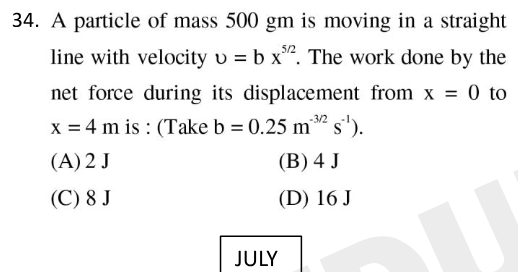 34. A particle of mass 500 gm is moving in a straight
line with velocity υ = b x^5/2. The work done by the
net force during its displacement from x = 0 to
x = 4 m is : (Take b = 0.25 m^-3/2 s^-1).
(A) 2 J (B) 4 J
(C) 8 J (D) 16 J
JULY